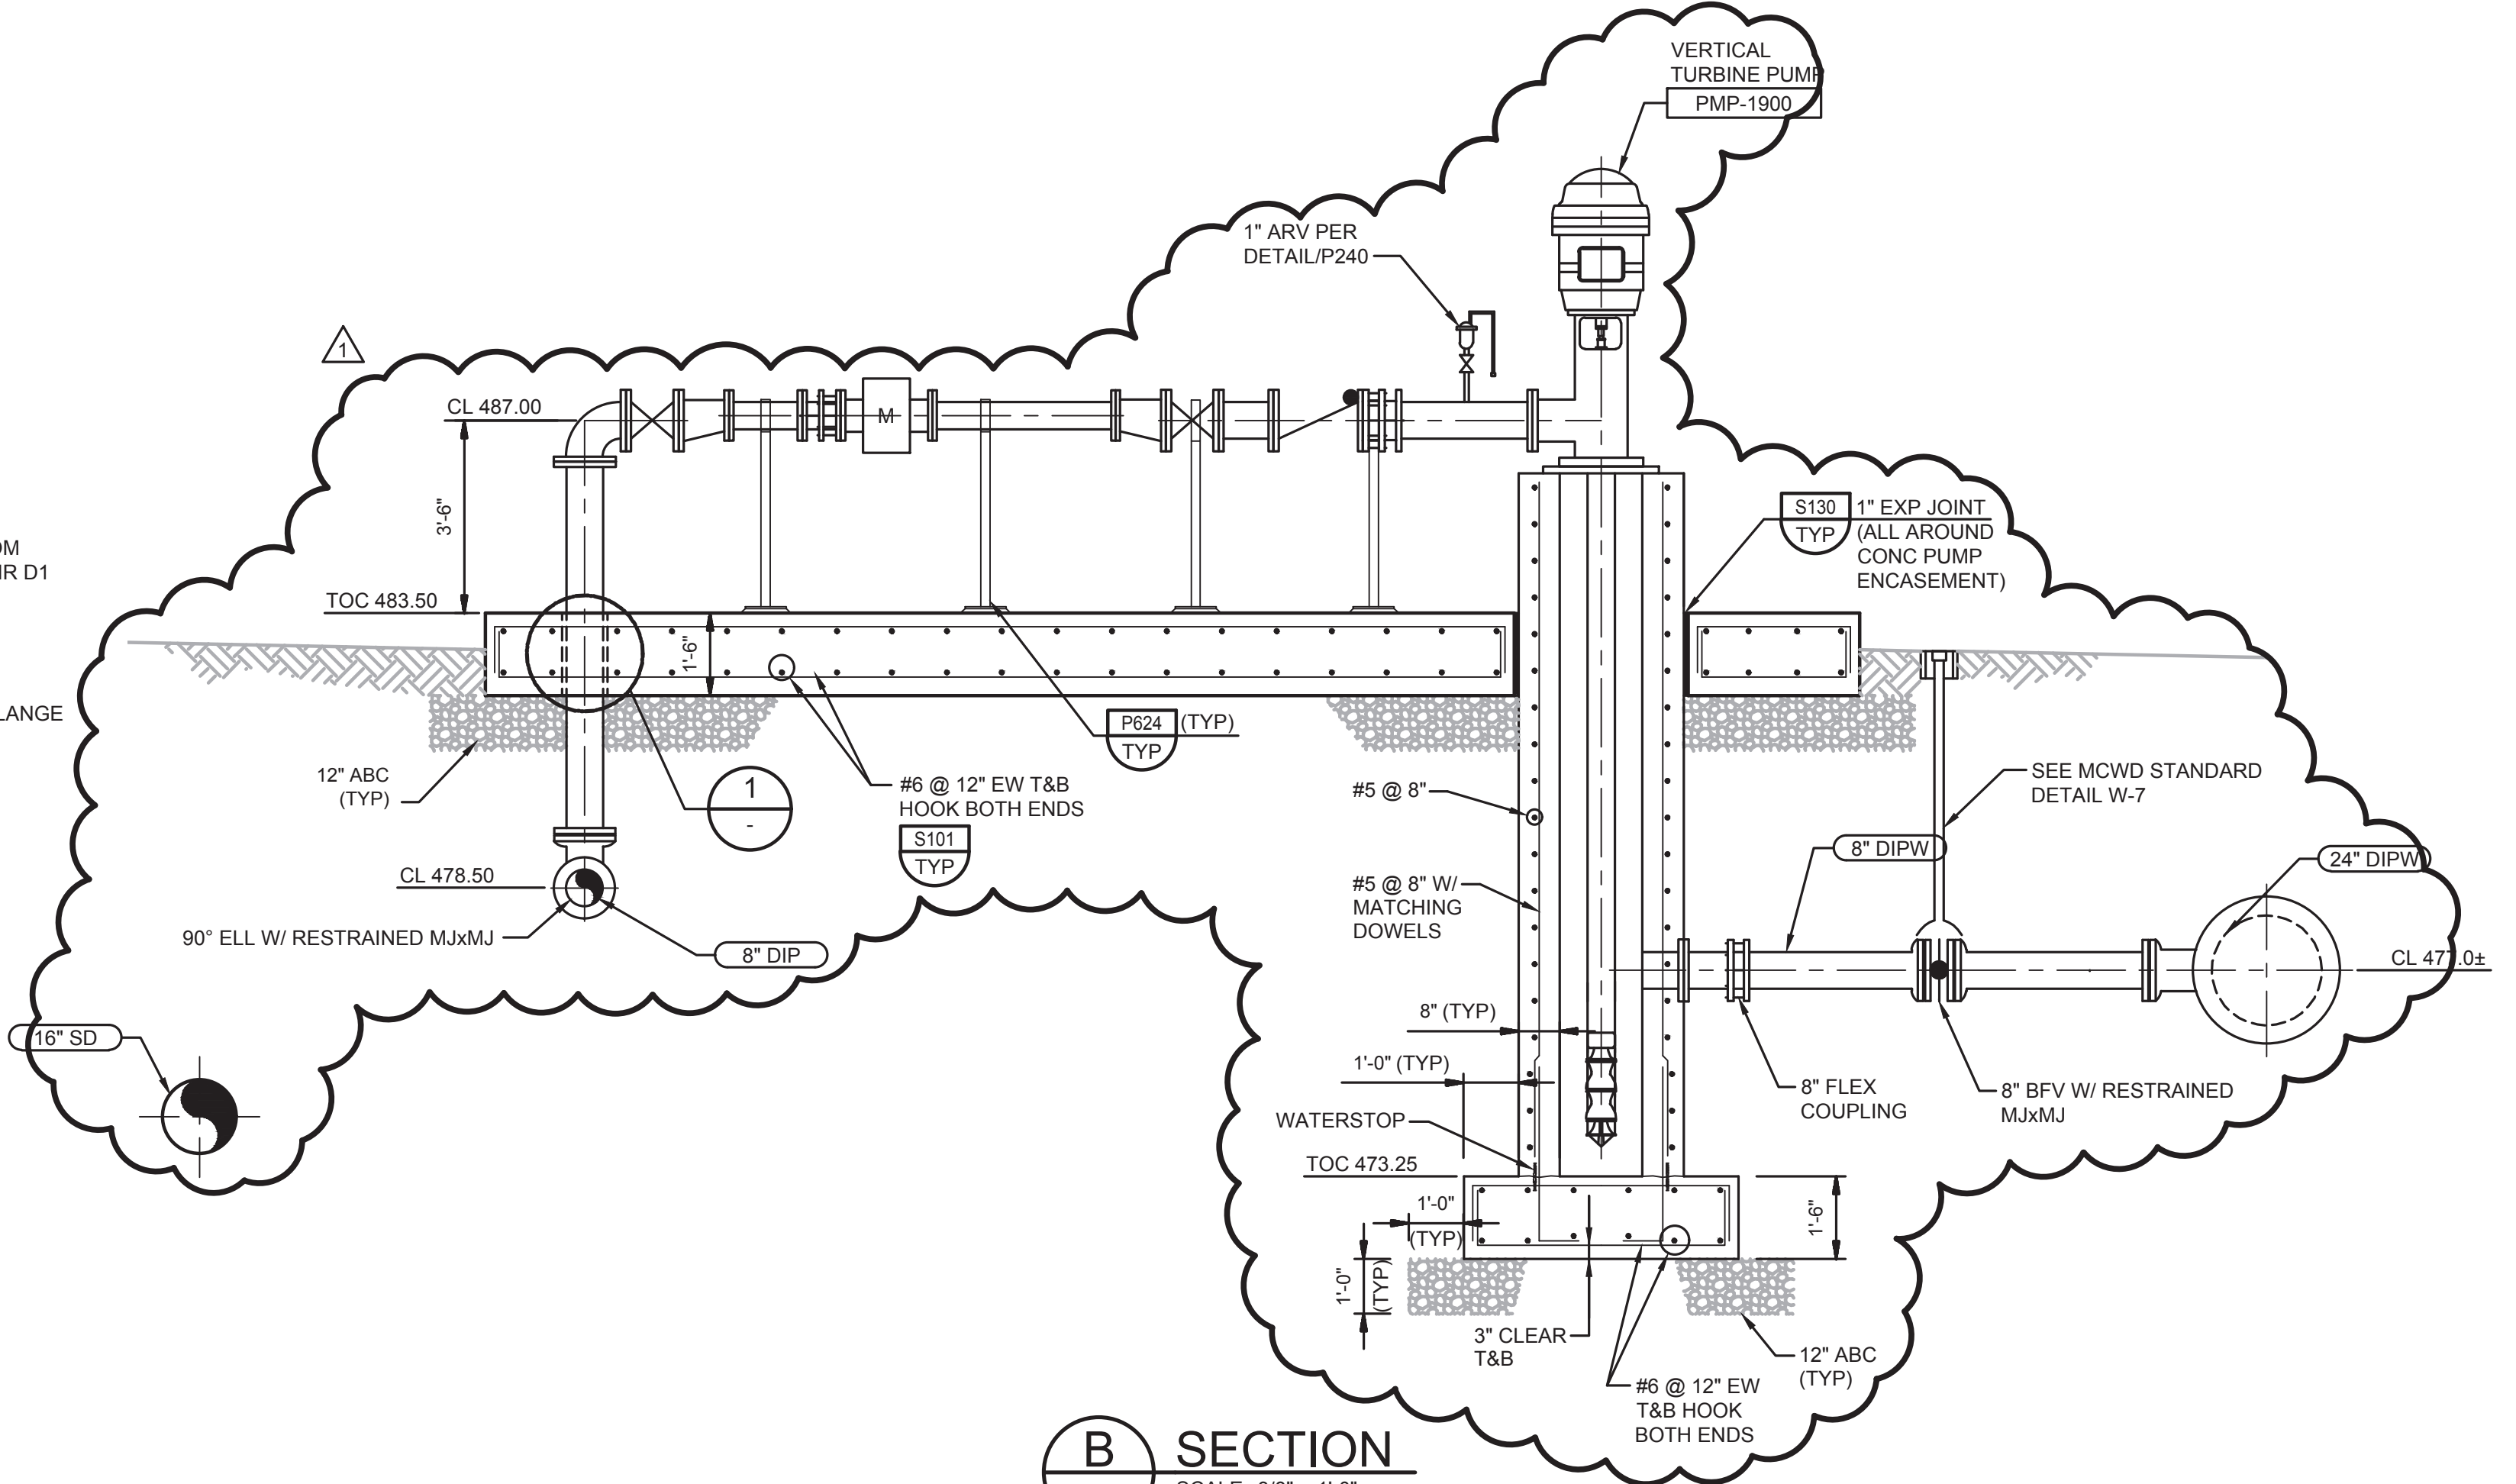 VERTICAL
TURBINE PUMP
PMP-1900
1" ARV PER
DETAIL/P240
1
CL 487.00
M
3'-6"
S130
TYP
1" EXP JOINT
(ALL AROUND
CONC PUMP
ENCASEMENT)
OM
IR D1
TOC 483.50
1'-6"
LANGE
P624
TYP
(TYP)
12" ABC
(TYP)
1
-
#6 @ 12" EW T&B
HOOK BOTH ENDS
S101
TYP
#5 @ 8"
SEE MCWD STANDARD
DETAIL W-7
8" DIPW
24" DIPW
CL 478.50
#5 @ 8" W/
MATCHING
DOWELS
90° ELL W/ RESTRAINED MJxMJ
8" DIP
CL 477.0±
16" SD
8" (TYP)
1'-0" (TYP)
8" FLEX
COUPLING
8" BFV W/ RESTRAINED
MJxMJ
WATERSTOP
TOC 473.25
1'-0"
(TYP)
1'-6"
1'-0"
(TYP)
3" CLEAR
T&B
12" ABC
(TYP)
#6 @ 12" EW
T&B HOOK
BOTH ENDS
B
SECTION